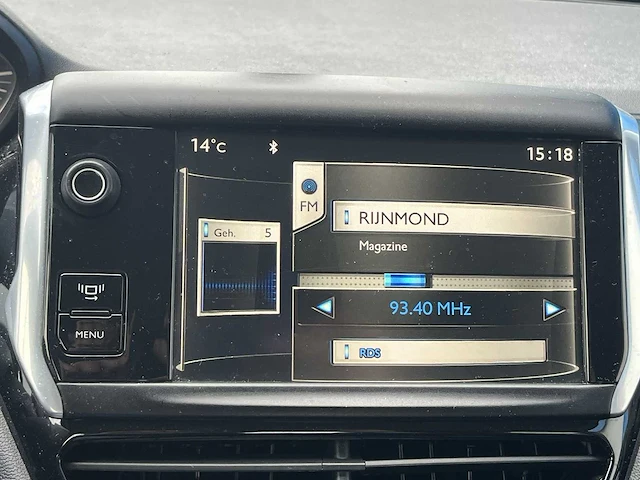 14°C
15:18
FM
RIJNMOND
Geh. 5
Magazine
93.40 MHz
MENU
RDS